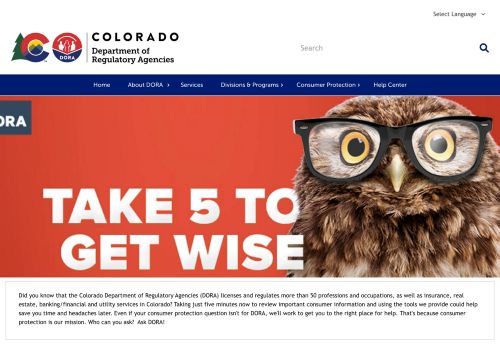 Select Language
COLORADO
Department of
Regulatory Agencies
CO
DORA
Search
Home About DORA Services Divisions & Programs Consumer Protection Help Center
DORA
TAKE 5 TO
GET WISE
Did you know that the Colorado Department of Regulatory Agencies (DORA) licenses and regulates more than 50 professions and occupations, as well as insurance, real
estate, banking/financial and utility services in Colorado? Taking just five minutes now to review important consumer information and using the tools we provide could help
save you time and headaches later. Even if your consumer protection question isn't for DORA, we'll work to get you to the right place for help. That's because consumer
protection is our mission. Who can you ask? Ask DORA!